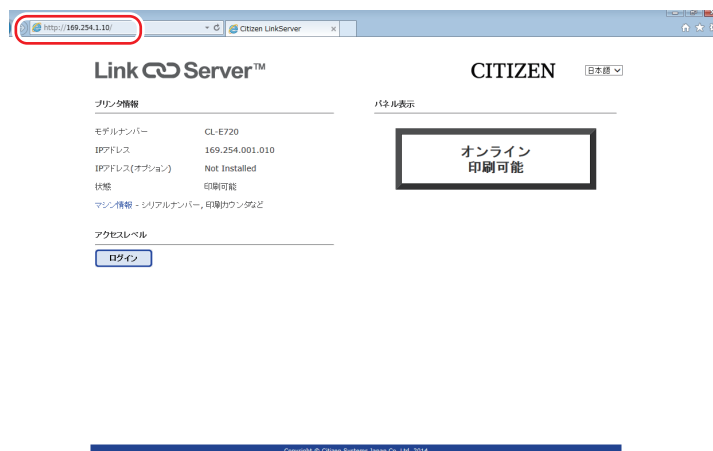 http://169.254.1.10/
Citizen LinkServer
Link Server™
CITIZEN
日本語
プリンタ情報
モデルナンバー CL-E720
IPアドレス 169.254.001.010
IPアドレス(オプション) Not Installed
状態 印刷可能
マシン情報 - シリアルナンバー, 印刷カウンタなど
アクセスレベル
ログイン
パネル表示
オンライン
印刷可能
Copyright © Citizen Systems Japan Co. Ltd. 2014